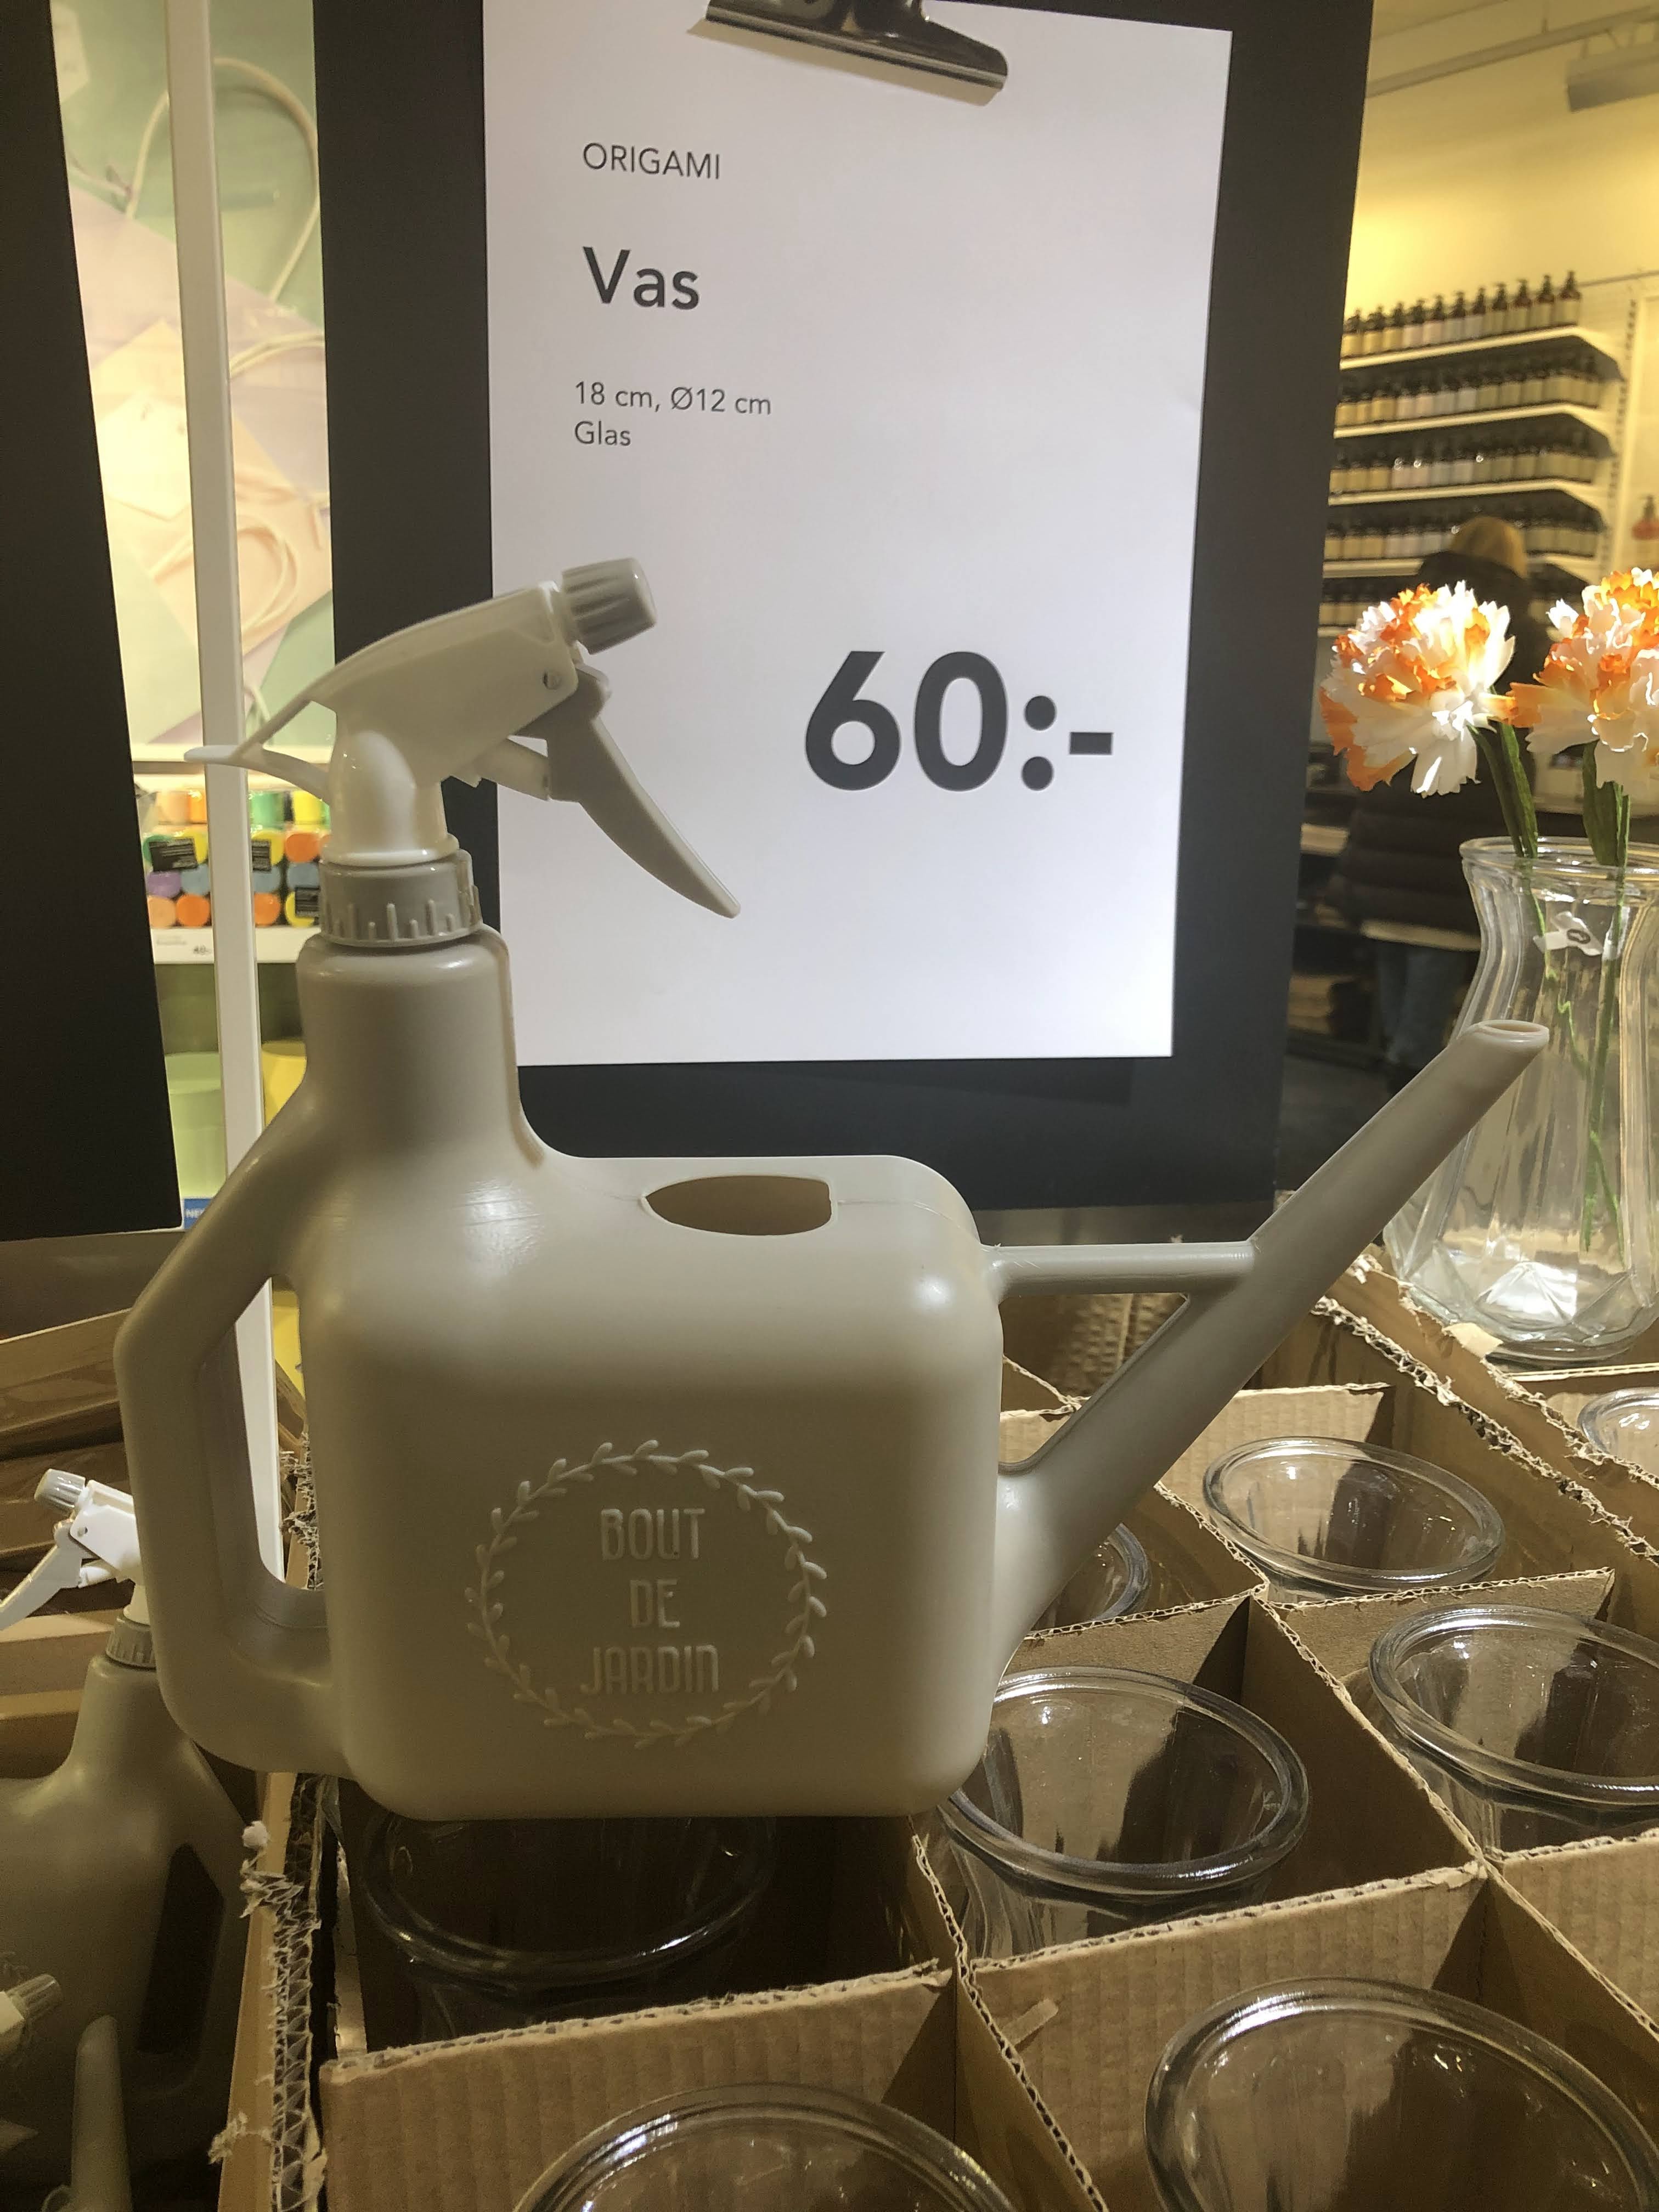 ORIGAMI
Vas
18 cm, Ø12 cm
Glas
60:-
BOUT
DE
JARDIN